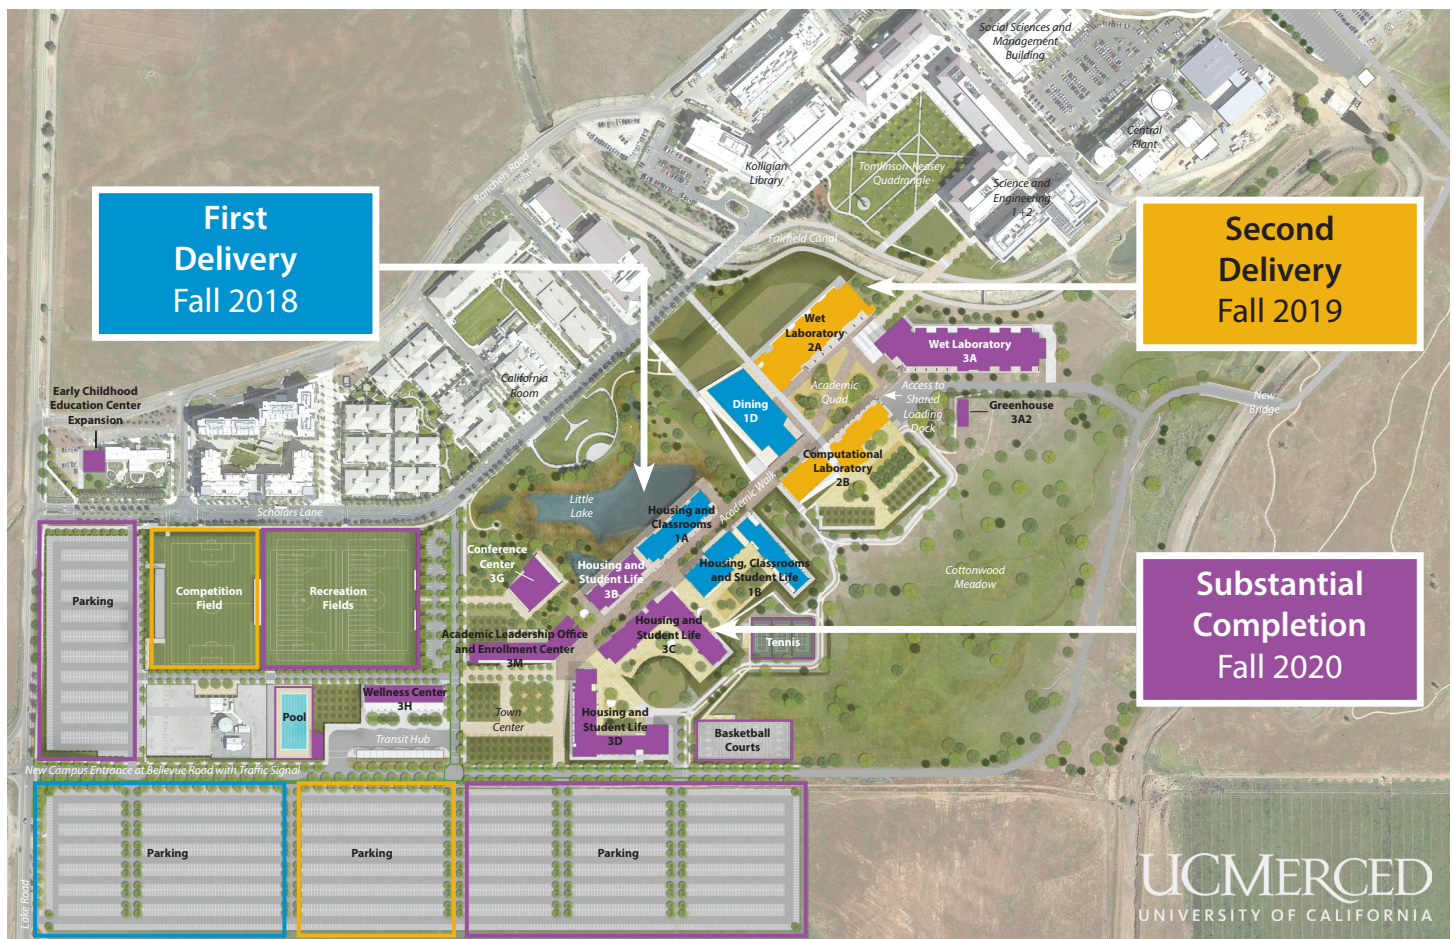 Social Sciences and
Management
Building
Central
Plant
Kolligian
Library
Tomlinson-Keasey
Quadrangle
Science and
Engineering
1 +2
Ranchers Road
Fairfield Canal
First
Delivery
Fall 2018
Second
Delivery
Fall 2019
Wet
Laboratory
2A
Wet Laboratory
3A
California
Room
Academic
Quad
Access to
Shared
Loading
Dock
Greenhouse
3A2
New
Bridge
Early Childhood
Education Center
Expansion
Dining
1D
Computational
Laboratory
2B
Academic Walk
Little
Lake
Scholars Lane
Housing and
Classrooms
1A
Conference
Center
3G
Housing and
Student Life
3B
Housing, Classrooms
and Student Life
1B
Cottonwood
Meadow
Substantial
Completion
Fall 2020
Parking
Competition
Field
Recreation
Fields
Academic Leadership Office
and Enrollment Center
3M
Housing and
Student Life
3C
Tennis
Wellness Center
3H
Pool
Transit Hub
Town
Center
Housing and
Student Life
3D
Basketball
Courts
New Campus Entrance at Bellevue Road with Traffic Signal
Parking
Parking
Parking
Lake Road
UCMERCED
UNIVERSITY OF CALIFORNIA